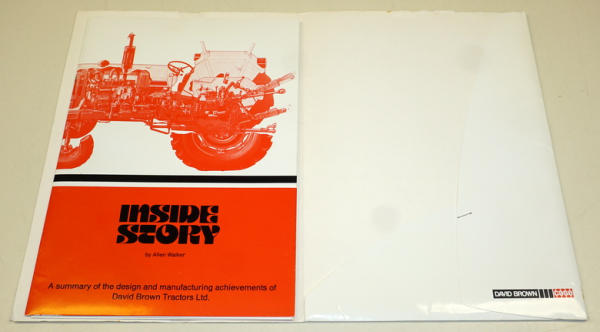 INSIDE
STORY
by Allen Walker
A summary of the design and manufacturing achievements of
David Brown Tractors Ltd.
DAVID BROWN